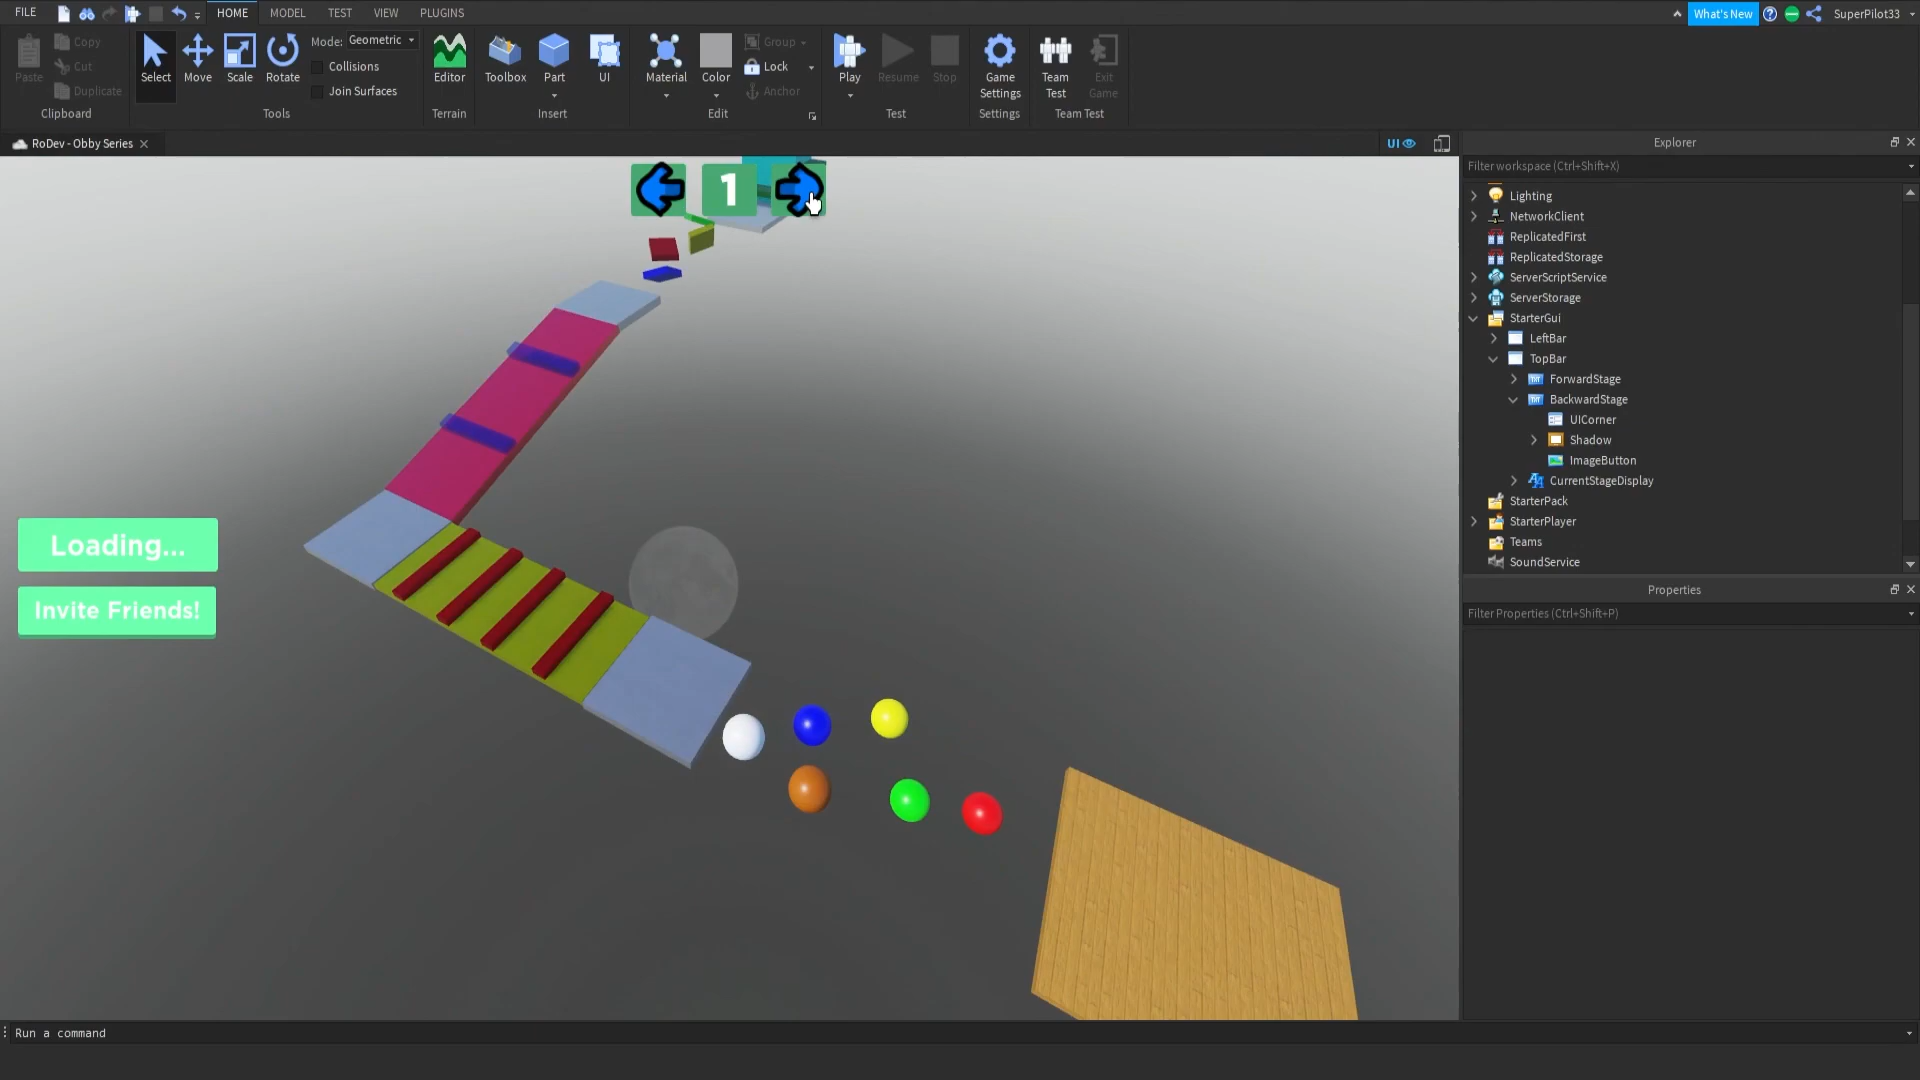 FILE HOME MODEL TEST VIEW PLUGINS What's New SuperPilot33
Paste Copy Cut Duplicate Clipboard
Select Move Scale Rotate Mode: Geometric Collisions Join Surfaces Tools
Editor Terrain
Toolbox Part UI Insert
Material Color Group Lock Anchor Edit
Play Resume Stop Test
Game Settings Settings
Team Test Exit Game Team Test
RoDev - Obby Series UI
1
Loading...
Invite Friends!
Explorer
Filter workspace (Ctrl+Shift+X)
Lighting
NetworkClient
ReplicatedFirst
ReplicatedStorage
ServerScriptService
ServerStorage
StarterGui
LeftBar
TopBar
ForwardStage
BackwardStage
UICorner
Shadow
ImageButton
CurrentStageDisplay
StarterPack
StarterPlayer
Teams
SoundService
Properties
Filter Properties (Ctrl+Shift+P)
Run a command